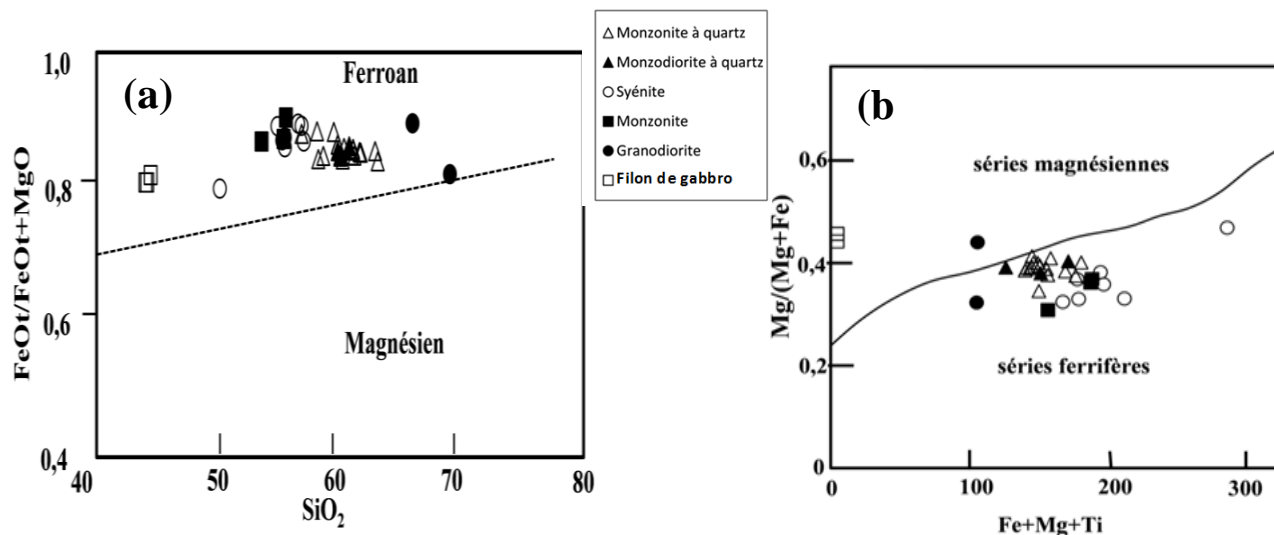 (a)
Ferroan
Magnésien
FeOt/FeOt+MgO
1,0
0,8
0,6
0,4
40
50
60
70
80
SiO2
Monzonite à quartz
Monzodiorite à quartz
Syénite
Monzonite
Granodiorite
Filon de gabbro
(b)
séries magnésiennes
séries ferrifères
Mg/(Mg+Fe)
0,6
0,4
0,2
0
0
100
200
300
Fe+Mg+Ti